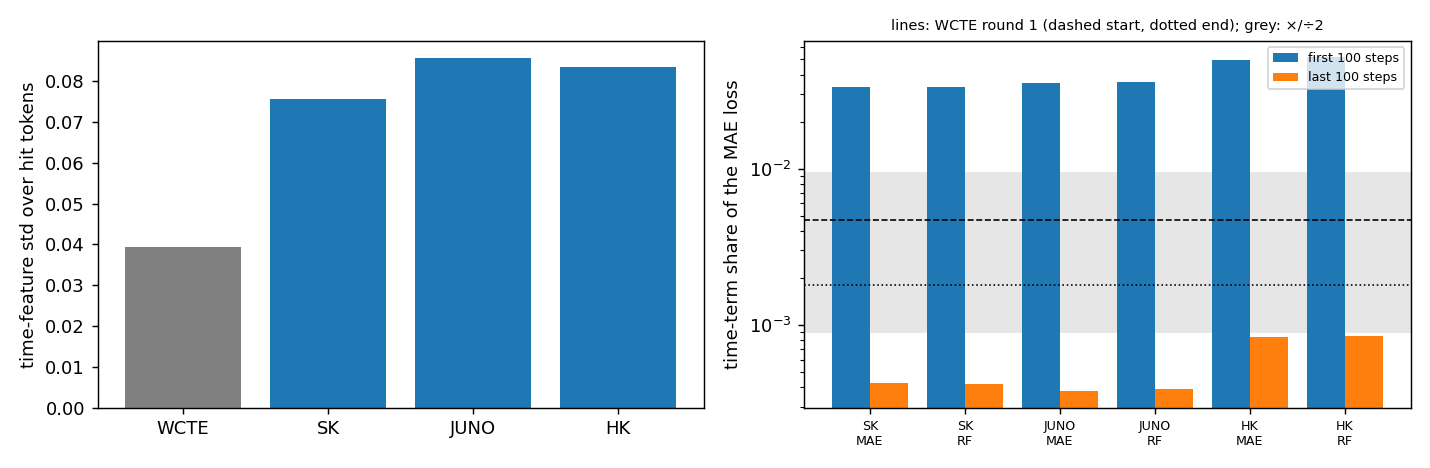 time-feature std over hit tokens
0.08
0.07
0.06
0.05
0.04
0.03
0.02
0.01
0.00
WCTE
SK
JUNO
HK
lines: WCTE round 1 (dashed start, dotted end); grey: ×/÷2
time-term share of the MAE loss
10⁻²
10⁻³
first 100 steps
last 100 steps
SK
MAE
SK
RF
JUNO
MAE
JUNO
RF
HK
MAE
HK
RF